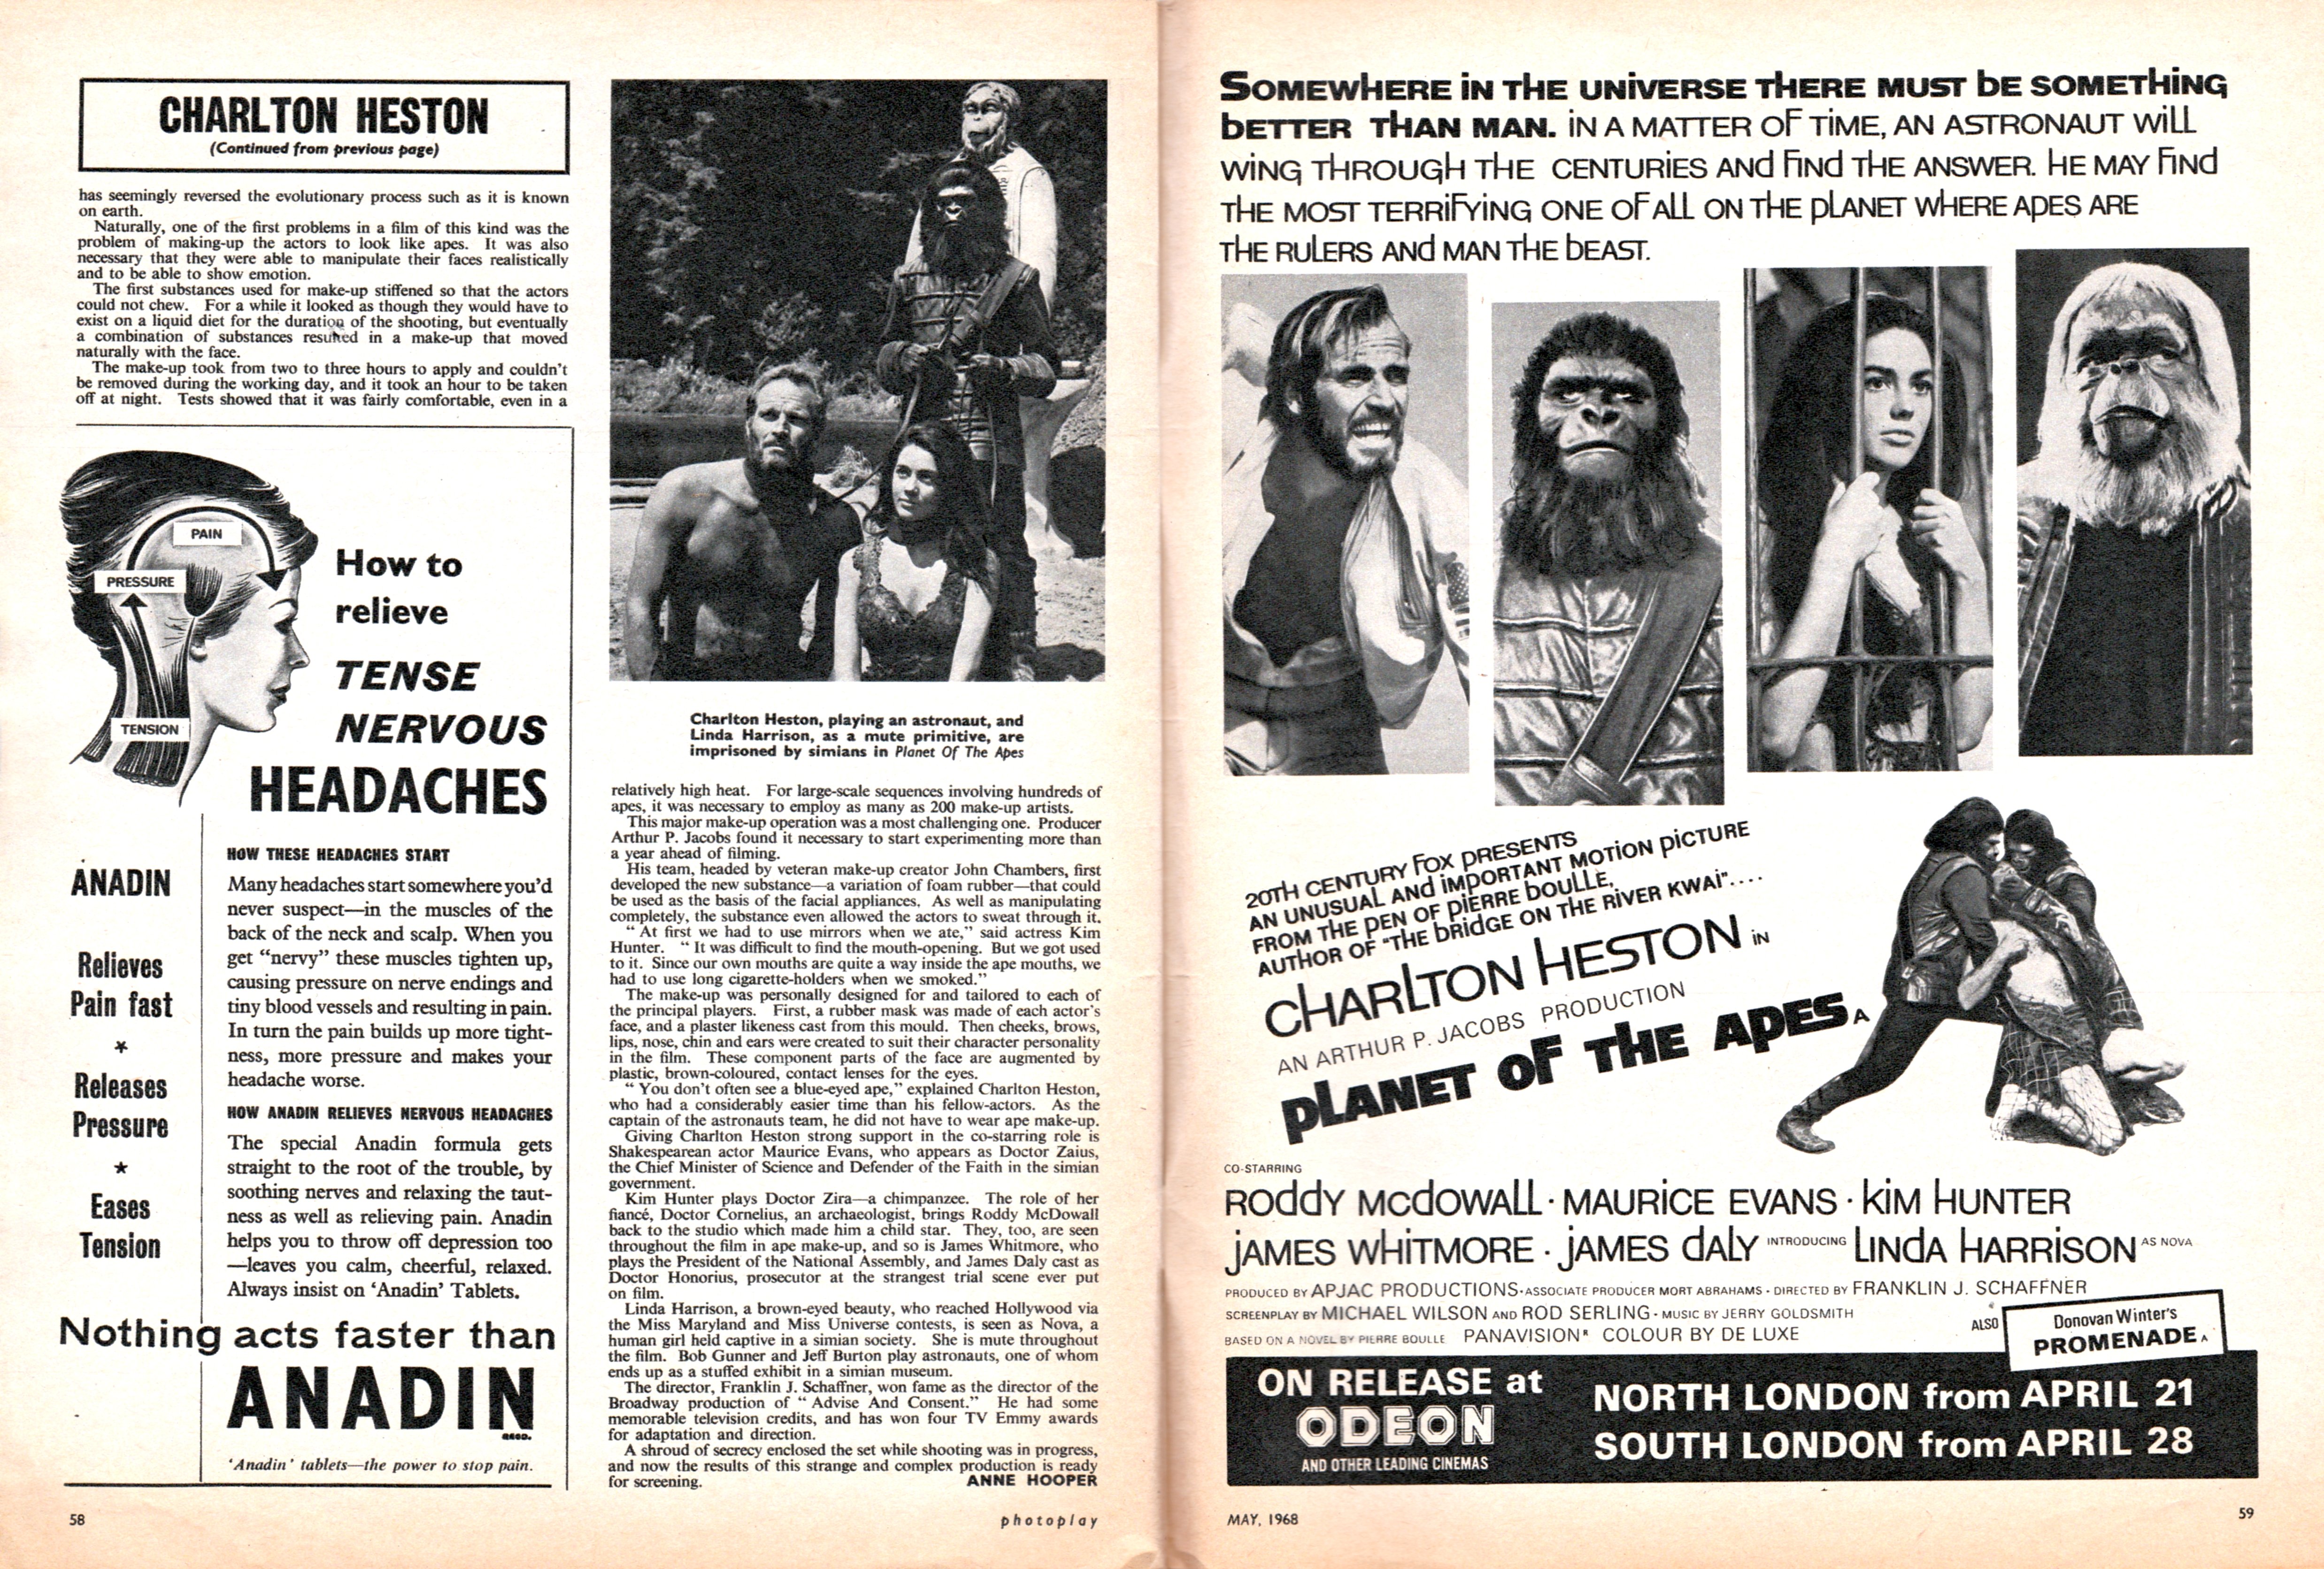 CHARLTON HESTON
(Continued from previous page)
has seemingly reversed the evolutionary process such as it is known
on earth.
Naturally, one of the first problems in a film of this kind was the
problem of making-up the actors to look like apes. It was also
necessary that they were able to manipulate their faces realistically
and to be able to show emotion.
The first substances used for make-up stiffened so that the actors
could not chew. For a while it looked as though they would have to
exist on a liquid diet for the duration of the shooting, but eventually
a combination of substances resulted in a make-up that moved
naturally with the face.
The make-up took from two to three hours to apply and couldn't
be removed during the working day, and it took an hour to be taken
off at night. Tests showed that it was fairly comfortable, even in a
PAIN
PRESSURE
TENSION
How to
relieve
TENSE
NERVOUS
HEADACHES
ANADIN
Relieves
Pain fast
★
Releases
Pressure
★
Eases
Tension
HOW THESE HEADACHES START
Many headaches start somewhere you'd
never suspect—in the muscles of the
back of the neck and scalp. When you
get "nervy" these muscles tighten up,
causing pressure on nerve endings and
tiny blood vessels and resulting in pain.
In turn the pain builds up more tight-
ness, more pressure and makes your
headache worse.
HOW ANADIN RELIEVES NERVOUS HEADACHES
The special Anadin formula gets
straight to the root of the trouble, by
soothing nerves and relaxing the taut-
ness as well as relieving pain. Anadin
helps you to throw off depression too
—leaves you calm, cheerful, relaxed.
Always insist on 'Anadin' Tablets.
Nothing acts faster than
ANADIN
REGD.
'Anadin' tablets—the power to stop pain.
58
Charlton Heston, playing an astronaut, and
Linda Harrison, as a mute primitive, are
imprisoned by simians in Planet Of The Apes
relatively high heat. For large-scale sequences involving hundreds of
apes, it was necessary to employ as many as 200 make-up artists.
This major make-up operation was a most challenging one. Producer
Arthur P. Jacobs found it necessary to start experimenting more than
a year ahead of filming.
His team, headed by veteran make-up creator John Chambers, first
developed the new substance—a variation of foam rubber—that could
be used as the basis of the facial appliances. As well as manipulating
completely, the substance even allowed the actors to sweat through it.
"At first we had to use mirrors when we ate," said actress Kim
Hunter. "It was difficult to find the mouth-opening. But we got used
to it. Since our own mouths are quite a way inside the ape mouths, we
had to use long cigarette-holders when we smoked."
The make-up was personally designed for and tailored to each of
the principal players. First, a rubber mask was made of each actor's
face, and a plaster likeness cast from this mould. Then cheeks, brows,
lips, nose, chin and ears were created to suit their character personality
in the film. These component parts of the face are augmented by
plastic, brown-coloured, contact lenses for the eyes.
"You don't often see a blue-eyed ape," explained Charlton Heston,
who had a considerably easier time than his fellow-actors. As the
captain of the astronauts team, he did not have to wear ape make-up.
Giving Charlton Heston strong support in the co-starring role is
Shakespearean actor Maurice Evans, who appears as Doctor Zaius,
the Chief Minister of Science and Defender of the Faith in the simian
government.
Kim Hunter plays Doctor Zira—a chimpanzee. The role of her
fiancé, Doctor Cornelius, an archaeologist, brings Roddy McDowall
back to the studio which made him a child star. They, too, are seen
throughout the film in ape make-up, and so is James Whitmore, who
plays the President of the National Assembly, and James Daly cast as
Doctor Honorius, prosecutor at the strangest trial scene ever put
on film.
Linda Harrison, a brown-eyed beauty, who reached Hollywood via
the Miss Maryland and Miss Universe contests, is seen as Nova, a
human girl held captive in a simian society. She is mute throughout
the film. Bob Gunner and Jeff Burton play astronauts, one of whom
ends up as a stuffed exhibit in a simian museum.
The director, Franklin J. Schaffner, won fame as the director of the
Broadway production of "Advise And Consent." He had some
memorable television credits, and has won four TV Emmy awards
for adaptation and direction.
A shroud of secrecy enclosed the set while shooting was in progress,
and now the results of this strange and complex production is ready
for screening. ANNE HOOPER
photoplay
SOMEWHERE IN THE UNIVERSE THERE MUST BE SOMETHING
BETTER THAN MAN. IN A MATTER OF TIME, AN ASTRONAUT WILL
WING THROUGH THE CENTURIES AND FIND THE ANSWER. HE MAY FIND
THE MOST TERRIFYING ONE OF ALL ON THE PLANET WHERE APES ARE
THE RULERS AND MAN THE BEAST.
20TH CENTURY FOX PRESENTS
AN UNUSUAL AND IMPORTANT MOTION PICTURE
FROM THE PEN OF PIERRE BOULLE,
AUTHOR OF "THE BRIDGE ON THE RIVER KWAI"....
CHARLTON HESTON IN
AN ARTHUR P. JACOBS PRODUCTION
PLANET OF THE APES A
CO-STARRING
RODDY McDOWALL · MAURICE EVANS · KIM HUNTER
JAMES WHITMORE · JAMES DALY INTRODUCING LINDA HARRISON AS NOVA
PRODUCED BY APJAC PRODUCTIONS · ASSOCIATE PRODUCER MORT ABRAHAMS · DIRECTED BY FRANKLIN J. SCHAFFNER
SCREENPLAY BY MICHAEL WILSON AND ROD SERLING · MUSIC BY JERRY GOLDSMITH
BASED ON A NOVEL BY PIERRE BOULLE PANAVISION® COLOUR BY DE LUXE
ALSO
Donovan Winter's
PROMENADE A
ON RELEASE at
ODEON
AND OTHER LEADING CINEMAS
NORTH LONDON from APRIL 21
SOUTH LONDON from APRIL 28
MAY, 1968
59